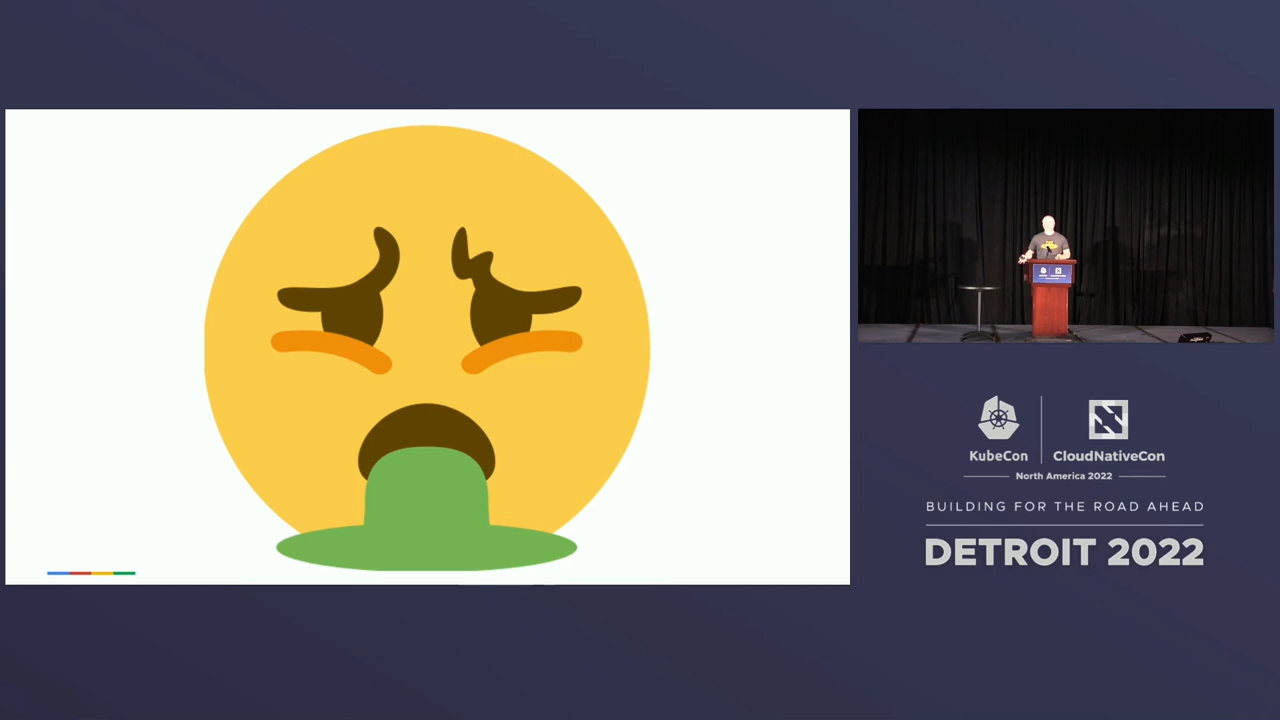 KubeCon
CloudNativeCon
North America 2022
BUILDING FOR THE ROAD AHEAD
DETROIT 2022